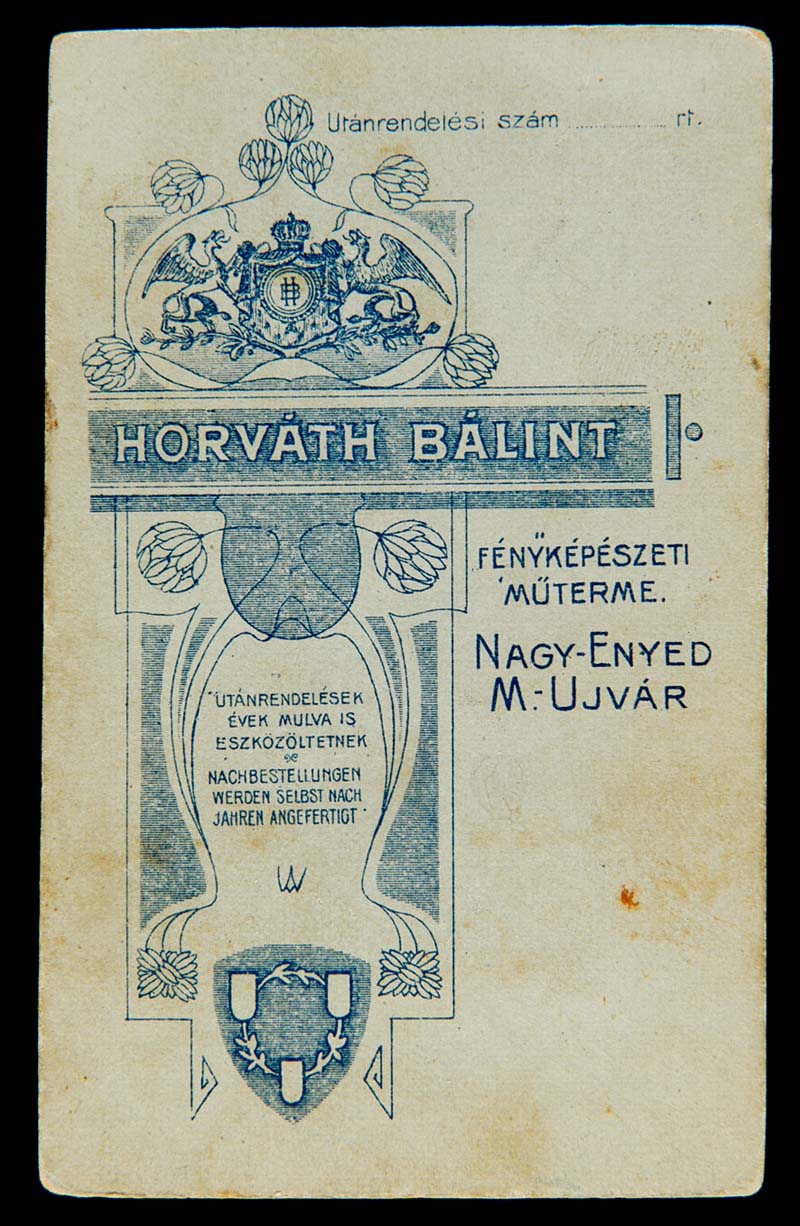 Utánrendelési szám .................... rt.
HB
HORVÁTH BÁLINT
FÉNYKÉPÉSZETI
MŰTERME.
NAGY-ENYED
M.-UJVÁR
UTÁNRENDELÉSEK
ÉVEK MULVA IS
ESZKÖZÖLTETNEK
NACHBESTELLUNGEN
WERDEN SELBST NACH
JAHREN ANGEFERTIGT